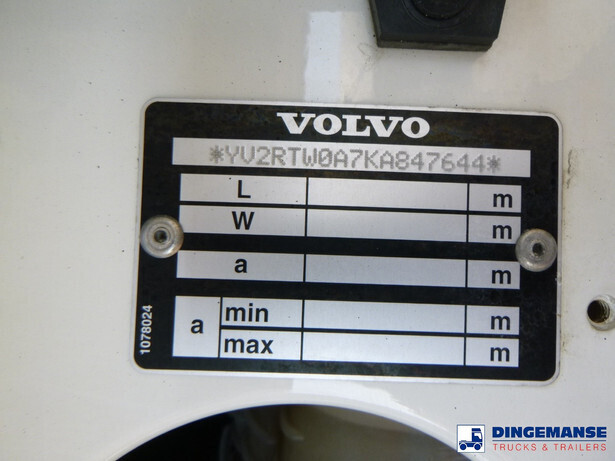 VOLVO
*YV2RTW0A7KA847644*
L m
W m
a m
a min m
max m
1078024
DINGEMANSE
TRUCKS & TRAILERS